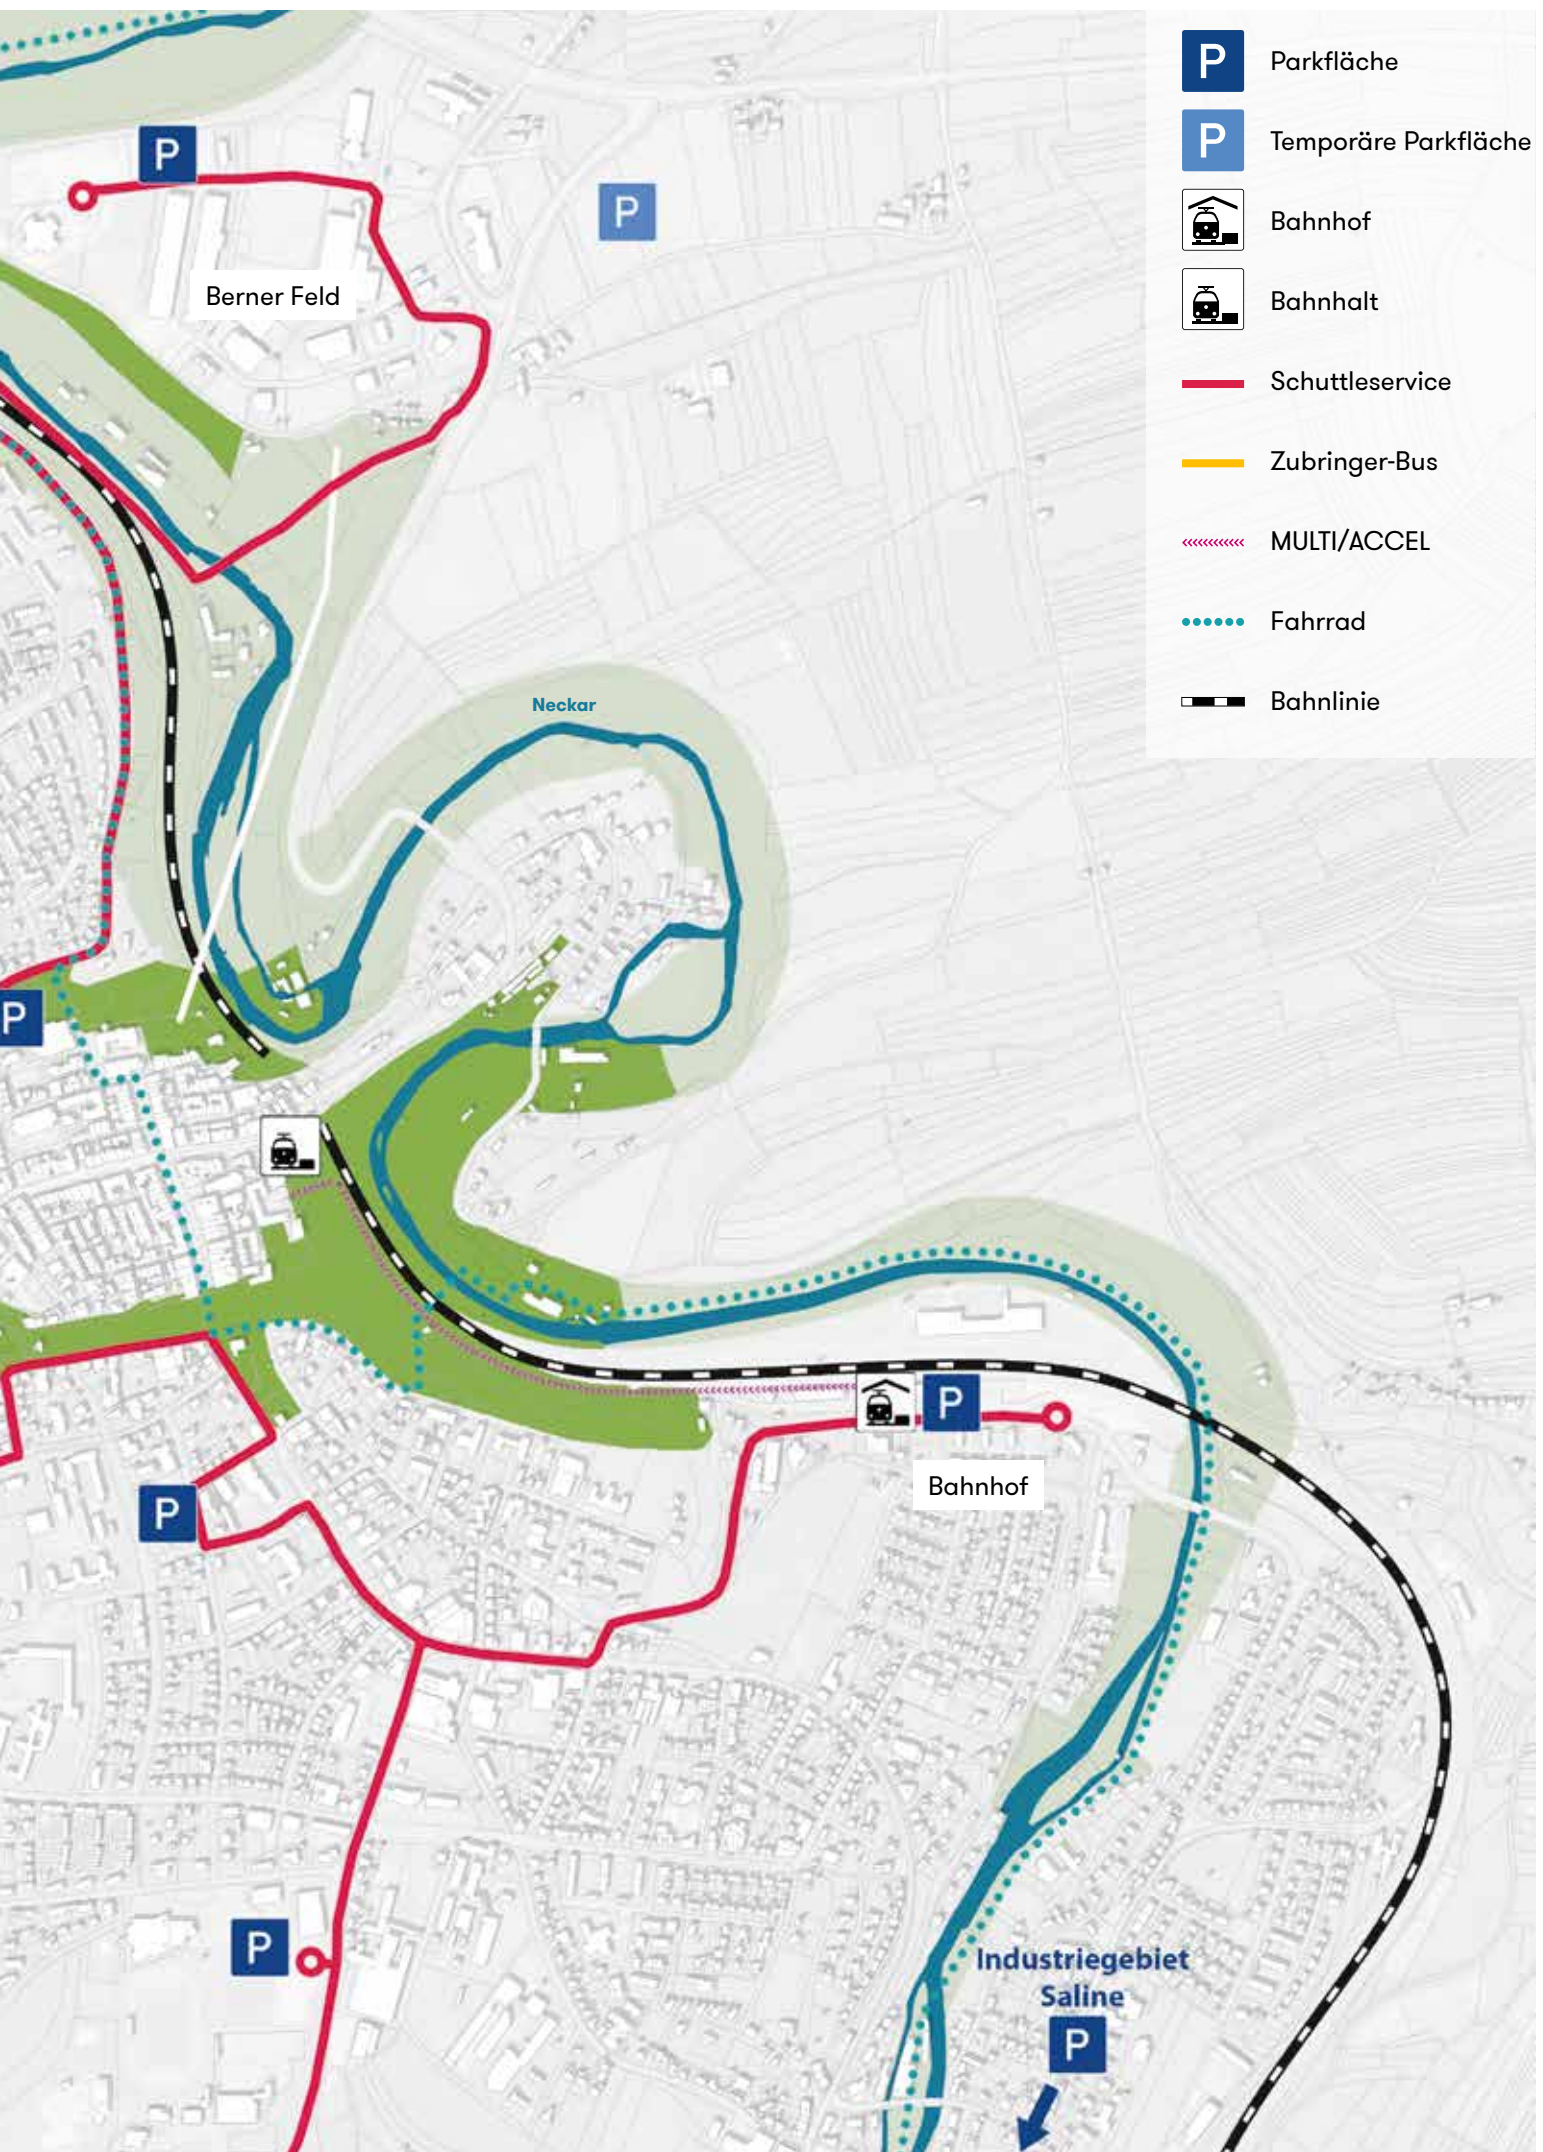 P Parkfläche
P Temporäre Parkfläche
Bahnhof
Bahnhalt
Schuttleservice
Zubringer-Bus
MULTI/ACCEL
Fahrrad
Bahnlinie
P
P
Berner Feld
Neckar
P
P
Bahnhof
P
P
Industriegebiet
Saline
P